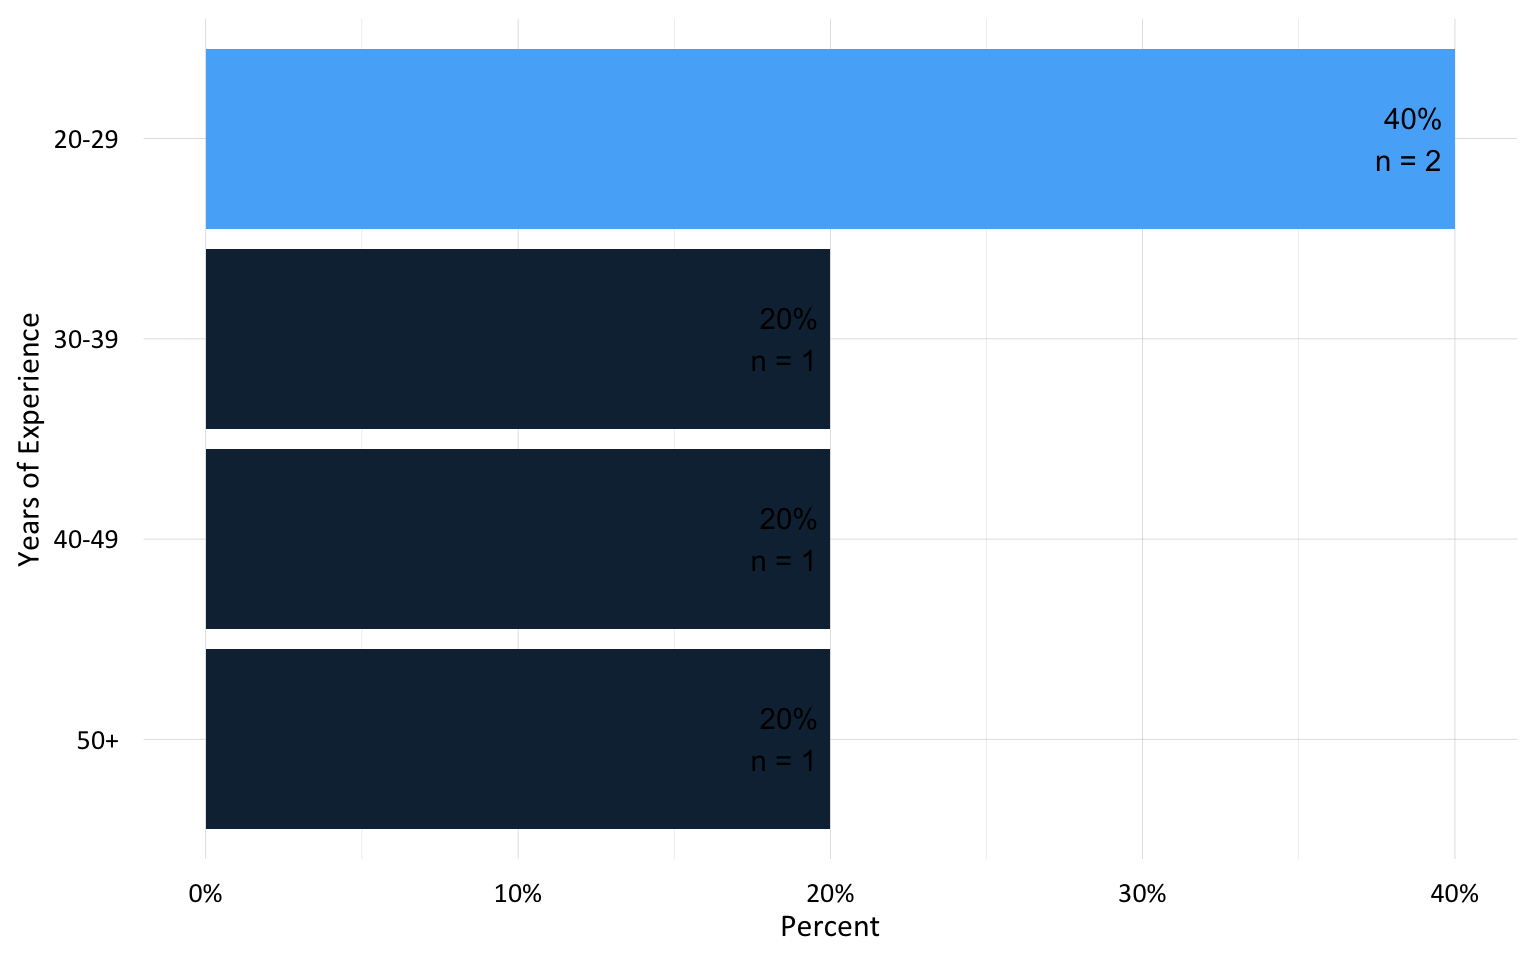 20-29
40%
n = 2
30-39
20%
n = 1
40-49
20%
n = 1
50+
20%
n = 1
Years of Experience
0% 10% 20% 30% 40%
Percent